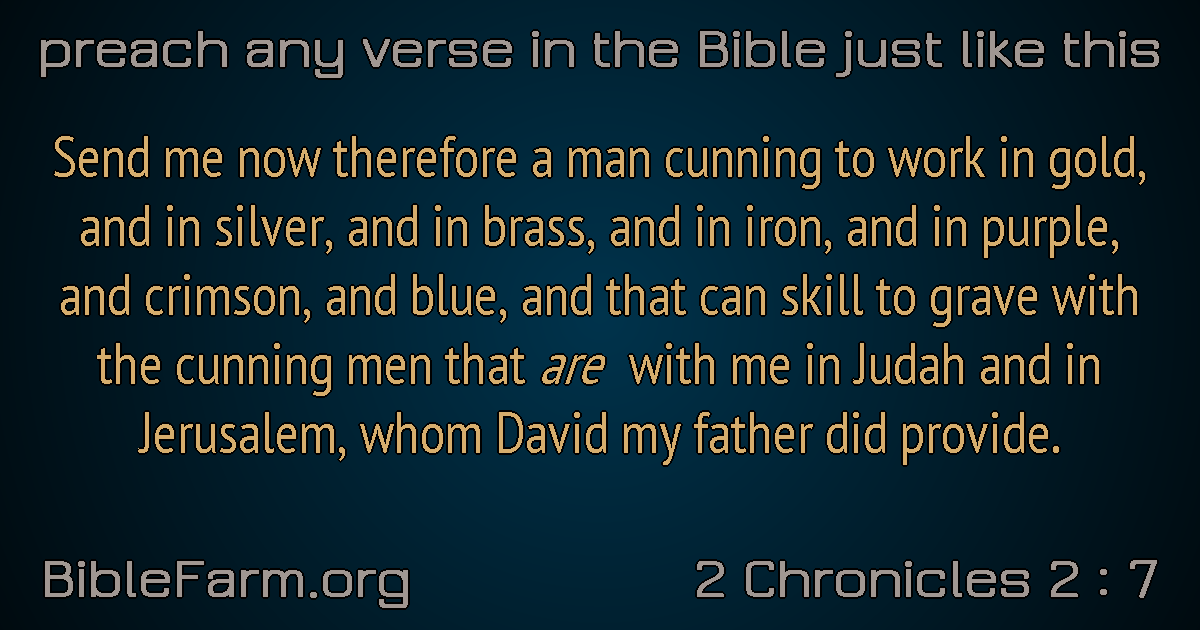 preach any verse in the Bible just like this
Send me now therefore a man cunning to work in gold,
and in silver, and in brass, and in iron, and in purple,
and crimson, and blue, and that can skill to grave with
the cunning men that are with me in Judah and in
Jerusalem, whom David my father did provide.
BibleFarm.org
2 Chronicles 2 : 7